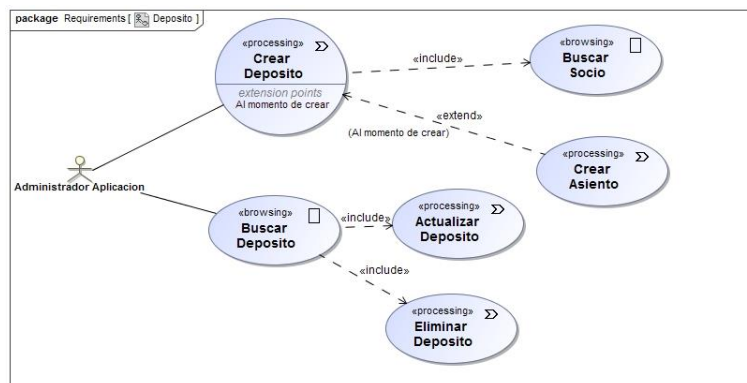 package Requirements [ Deposito ]
«processing»
Crear
Deposito
extension points
Al momento de crear
«include»
«browsing»
Buscar
Socio
«extend»
(Al momento de crear)
«processing»
Crear
Asiento
Administrador Aplicacion
«browsing»
Buscar
Deposito
«include»
«processing»
Actualizar
Deposito
«include»
«processing»
Eliminar
Deposito